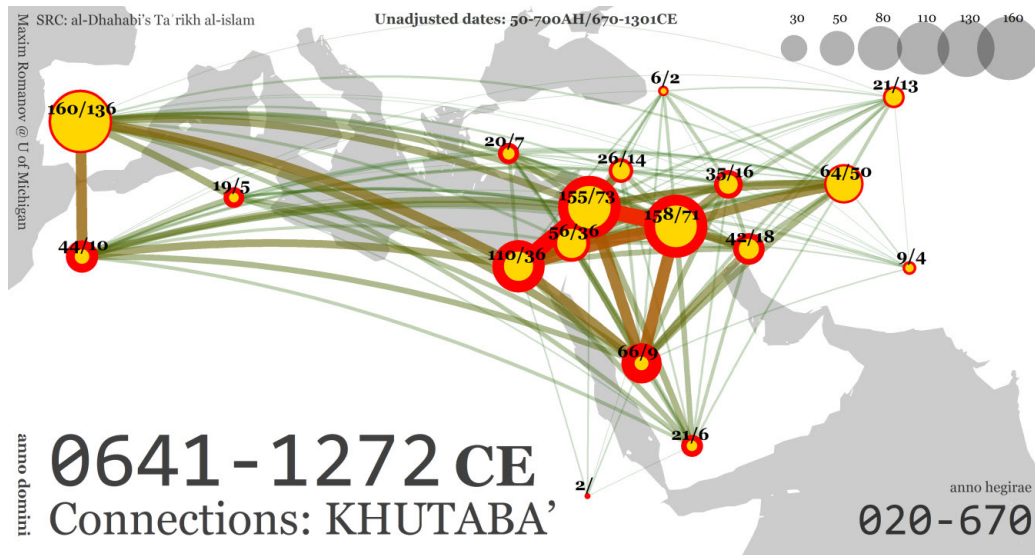 SRC: al-Dhahabi's Taʾrikh al-islam
Unadjusted dates: 50-700AH/670-1301CE
30 50 80 110 130 160
Maxim Romanov @ U of Michigan
6/2
21/13
160/136
20/7
26/14
35/16
64/50
19/5
155/73
158/71
44/10
56/36
110/36
42/18
9/4
66/9
21/6
2/
anno domini
0641-1272 CE
Connections: KHUTABA’
anno hegirae
020-670